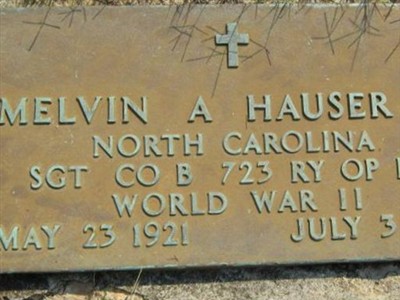 MELVIN A HAUSER
NORTH CAROLINA
SGT CO B 723 RY OP
WORLD WAR II
MAY 23 1921 JULY 3